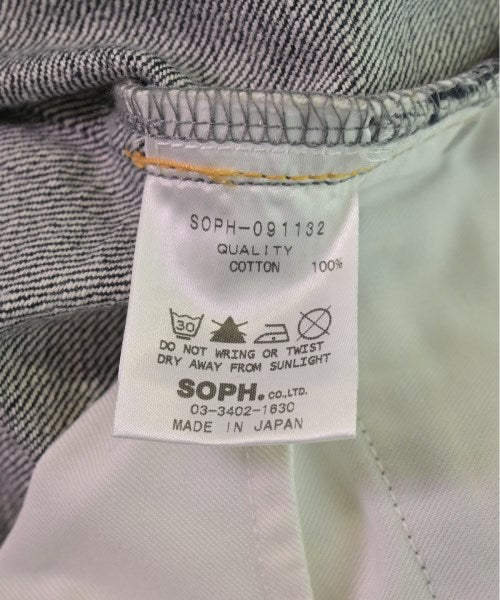 SOPH-091132
QUALITY
COTTON 100%
30
DO NOT WRING OR TWIST
DRY AWAY FROM SUNLIGHT
SOPH. CO.,LTD.
03-3402-1630
MADE IN JAPAN